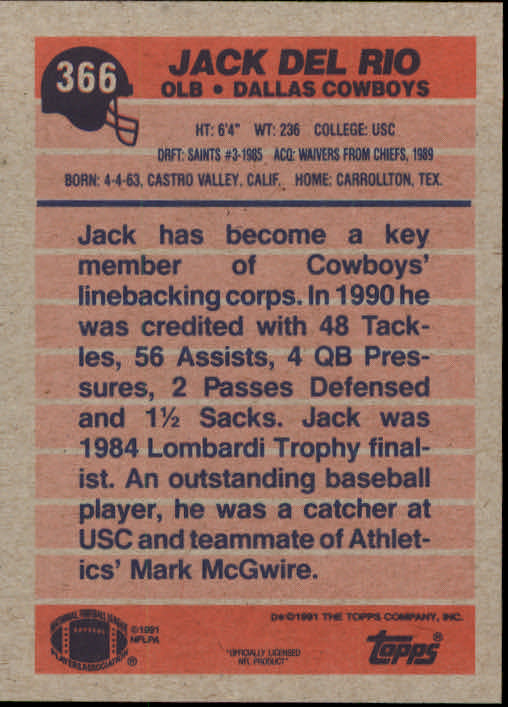 366
JACK DEL RIO
OLB • DALLAS COWBOYS
HT: 6'4" WT: 236 COLLEGE: USC
DRFT: SAINTS #3-1985 ACQ: WAIVERS FROM CHIEFS, 1989
BORN: 4-4-63, CASTRO VALLEY, CALIF. HOME: CARROLLTON, TEX.
Jack has become a key
member of Cowboys'
linebacking corps. In 1990 he
was credited with 48 Tack-
les, 56 Assists, 4 QB Pres-
sures, 2 Passes Defensed
and 1½ Sacks. Jack was
1984 Lombardi Trophy final-
ist. An outstanding baseball
player, he was a catcher at
USC and teammate of Athlet-
ics' Mark McGwire.
NATIONAL FOOTBALL LEAGUE
PLAYERS ASSOCIATION ®
©1991
NFLPA
"OFFICIALLY LICENSED
NFL PRODUCT"
©1991 THE TOPPS COMPANY, INC.
Topps®